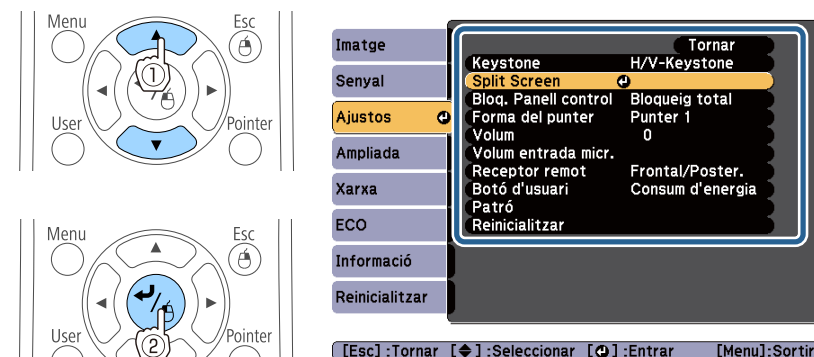 Menu
Esc
1
User
Pointer
Menu
Esc
User
Pointer
2
Imatge
Senyal
Ajustos
Ampliada
Xarxa
ECO
Informació
Reinicialitzar
Tornar
Keystone H/V-Keystone
Split Screen
Bloq. Panell control Bloqueig total
Forma del punter Punter 1
Volum 0
Volum entrada micr.
Receptor remot Frontal/Poster.
Botó d'usuari Consum d'energia
Patró
Reinicialitzar
[Esc] :Tornar [◆] :Seleccionar [⏎] :Entrar [Menu]:Sortir